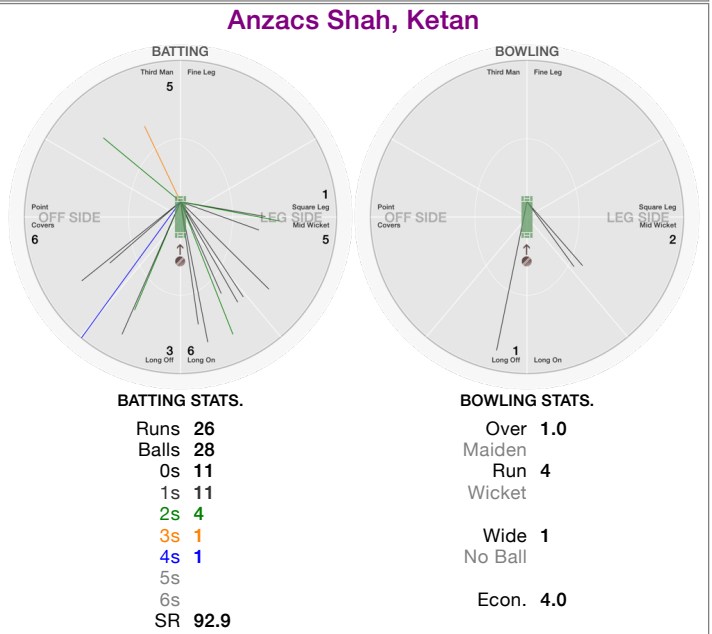 Anzacs Shah, Ketan
BATTING
Third Man Fine Leg
5
1
Point
OFF SIDE
Covers
6
Square Leg
LEG SIDE
Mid Wicket
5
3 6
Long Off Long On
BATTING STATS.
Runs 26
Balls 28
0s 11
1s 11
2s 4
3s 1
4s 1
5s
6s
SR 92.9
BOWLING
Third Man Fine Leg
Point
OFF SIDE
Covers
Square Leg
LEG SIDE
Mid Wicket
2
1
Long Off Long On
BOWLING STATS.
Over 1.0
Maiden
Run 4
Wicket
Wide 1
No Ball
Econ. 4.0